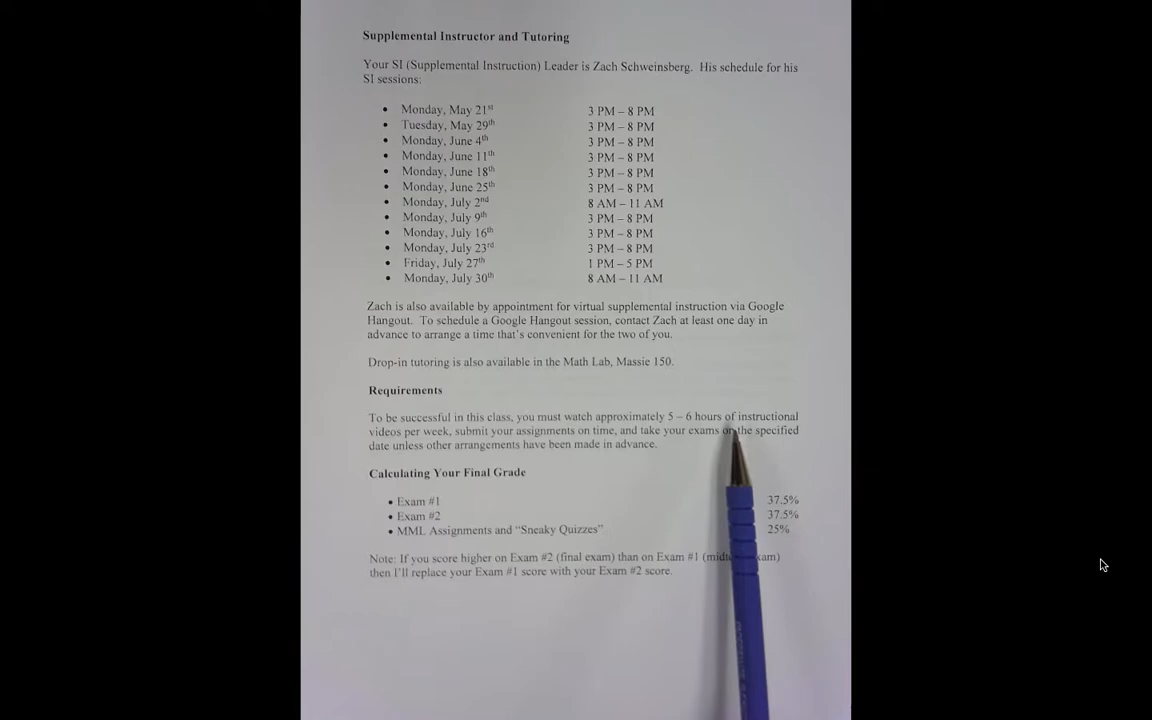 Supplemental Instructor and Tutoring
Your SI (Supplemental Instruction) Leader is Zach Schweinsberg. His schedule for his
SI sessions:
• Monday, May 21st 3 PM – 8 PM
• Tuesday, May 29th 3 PM – 8 PM
• Monday, June 4th 3 PM – 8 PM
• Monday, June 11th 3 PM – 8 PM
• Monday, June 18th 3 PM – 8 PM
• Monday, June 25th 3 PM – 8 PM
• Monday, July 2nd 8 AM – 11 AM
• Monday, July 9th 3 PM – 8 PM
• Monday, July 16th 3 PM – 8 PM
• Monday, July 23rd 3 PM – 8 PM
• Friday, July 27th 1 PM – 5 PM
• Monday, July 30th 8 AM – 11 AM
Zach is also available by appointment for virtual supplemental instruction via Google
Hangout. To schedule a Google Hangout session, contact Zach at least one day in
advance to arrange a time that's convenient for the two of you.
Drop-in tutoring is also available in the Math Lab, Massie 150.
Requirements
To be successful in this class, you must watch approximately 5 – 6 hours of instructional
videos per week, submit your assignments on time, and take your exams on the specified
date unless other arrangements have been made in advance.
Calculating Your Final Grade
• Exam #1 37.5%
• Exam #2 37.5%
• MML Assignments and “Sneaky Quizzes” 25%
Note: If you score higher on Exam #2 (final exam) than on Exam #1
then I'll replace your Exam #1 score with your Exam #2 score.